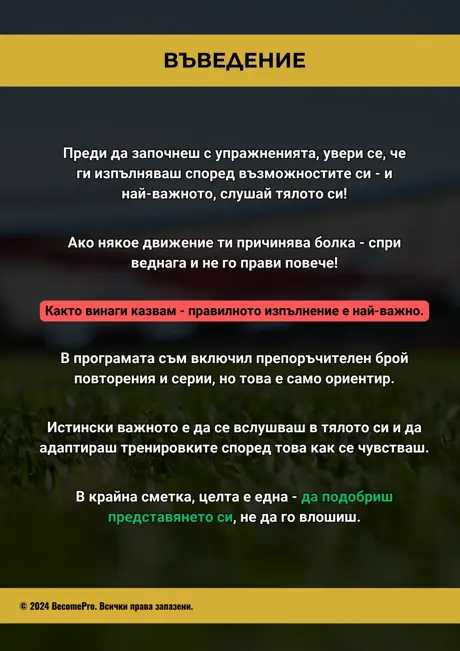 ВЪВЕДЕНИЕ
Преди да започнеш с упражненията, увери се, че
ги изпълняваш според възможностите си - и
най-важното, слушай тялото си!
Ако някое движение ти причинява болка - спри
веднага и не го прави повече!
Както винаги казвам - правилното изпълнение е най-важно.
В програмата съм включил препоръчителен брой
повторения и серии, но това е само ориентир.
Истински важното е да се вслушваш в тялото си и да
адаптираш тренировките според това как се чувстваш.
В крайна сметка, целта е една - да подобриш
представянето си, не да го влошиш.
© 2024 BecomePro. Всички права запазени.